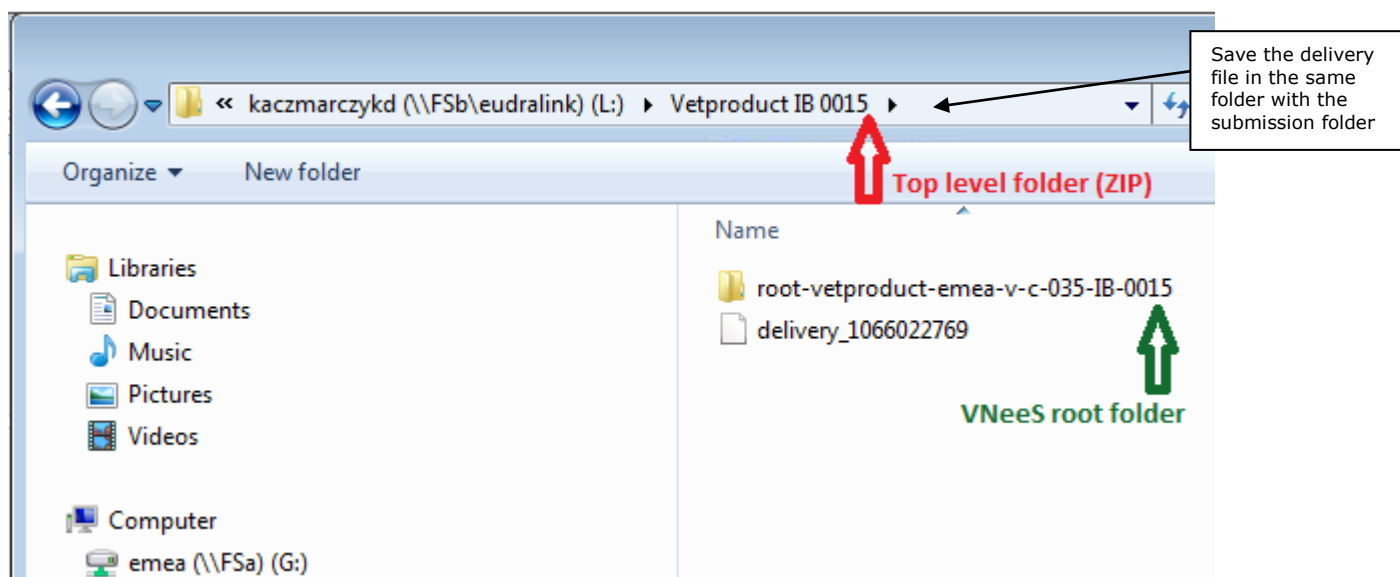 Save the delivery
file in the same
folder with the
submission folder
« kaczmarczykd (\\FSb\eudralink) (L:) ▸ Vetproduct IB 0015 ▸
Organize ▾ New folder
Top level folder (ZIP)
Name
Libraries
Documents
Music
Pictures
Videos
Computer
emea (\\FSa) (G:)
root-vetproduct-emea-v-c-035-IB-0015
delivery_1066022769
VNeeS root folder